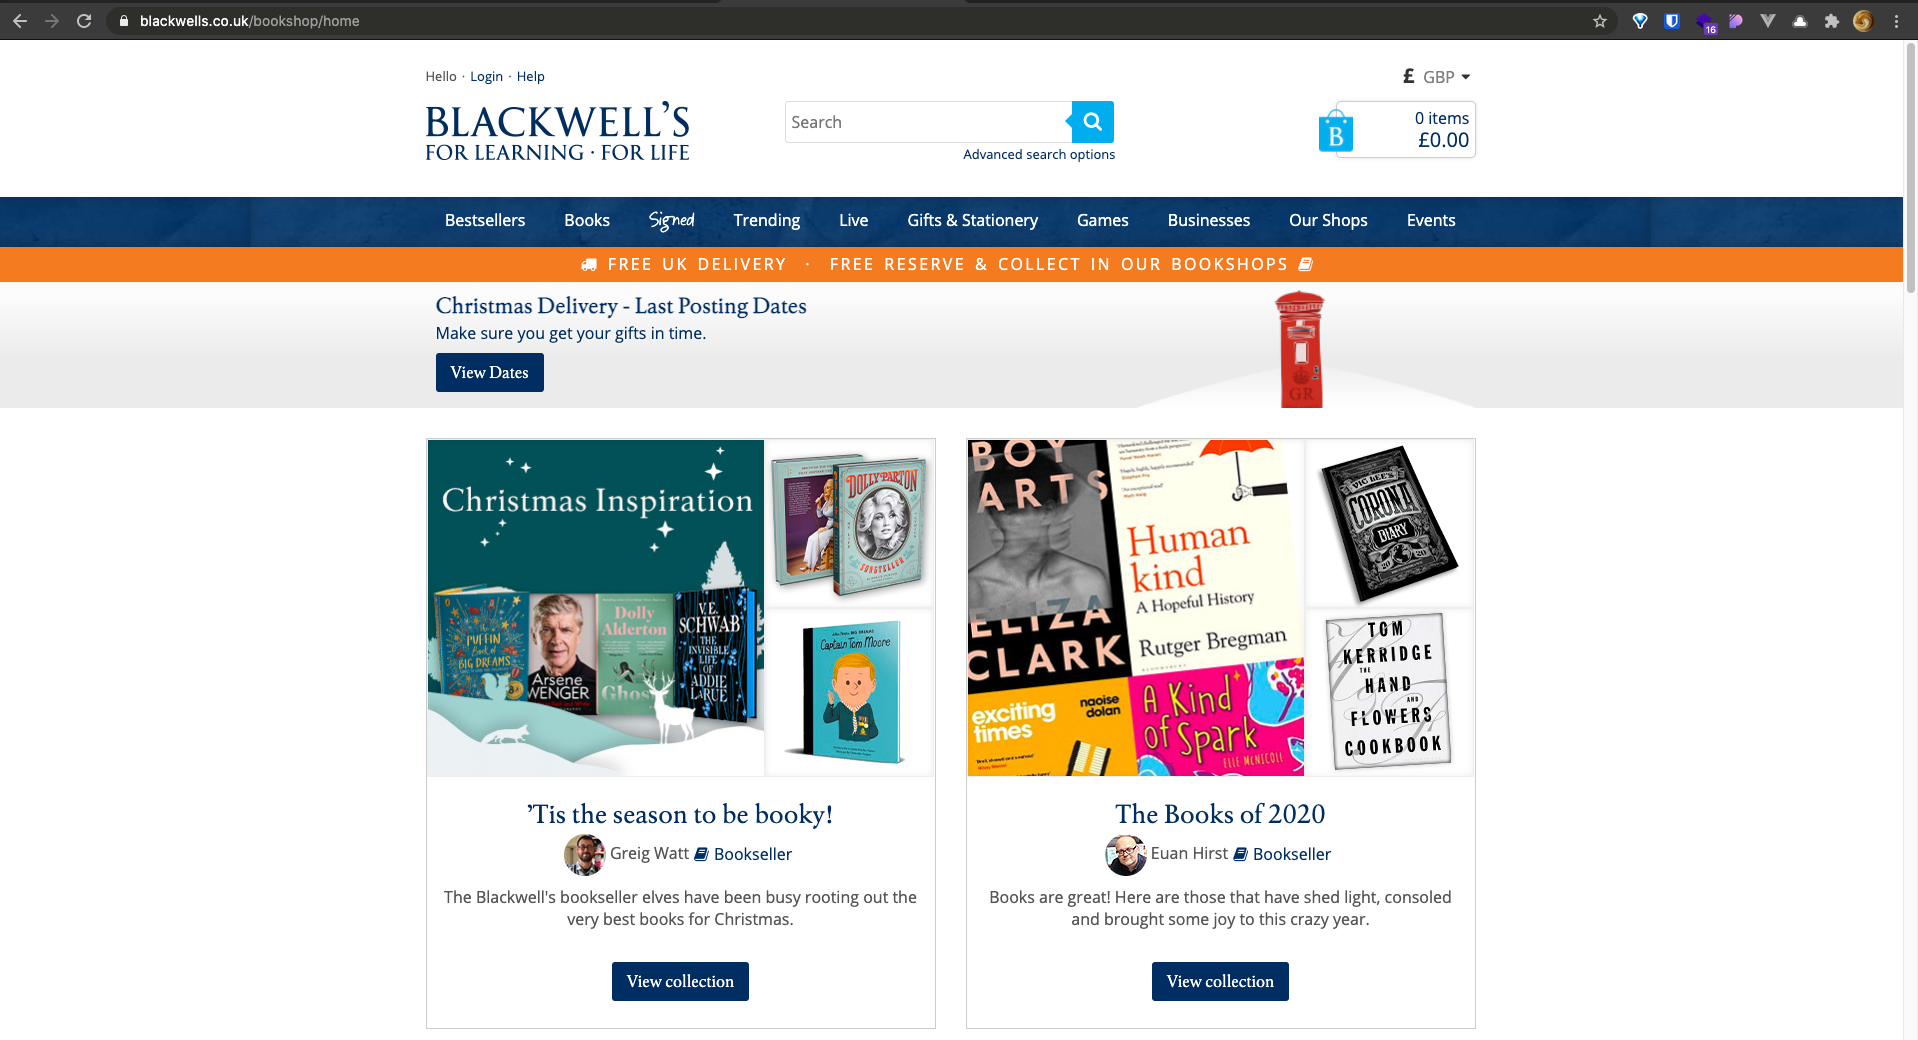 blackwells.co.uk/bookshop/home
16
Hello · Login · Help
£ GBP
BLACKWELL'S
FOR LEARNING · FOR LIFE
Search
Advanced search options
B
0 items
£0.00
Bestsellers Books Signed Trending Live Gifts & Stationery Games Businesses Our Shops Events
FREE UK DELIVERY · FREE RESERVE & COLLECT IN OUR BOOKSHOPS
Christmas Delivery - Last Posting Dates
Make sure you get your gifts in time.
View Dates
GR
Christmas Inspiration
The
PUFFIN
Book of
BIG DREAMS
Arsène
WENGER
Dolly
Alderton
Ghosts
V.E.
SCHWAB
THE
INVISIBLE
LIFE
OF
ADDIE
LARUE
DOLLY PARTON
SONGTELLER
Captain Tom Moore
BOY
ARTS
ELIZA
CLARK
Human
kind
A Hopeful History
Rutger Bregman
BLOOMSBURY
exciting
times
naoise
dolan
A Kind
of Spark
ELLE MCNICOLL
VIC LEE'S
CORONA
DIARY
2020
TOM
KERRIDGE
THE
HAND
AND
FLOWERS
COOKBOOK
'Tis the season to be booky!
Greig Watt Bookseller
The Blackwell's bookseller elves have been busy rooting out the
very best books for Christmas.
View collection
The Books of 2020
Euan Hirst Bookseller
Books are great! Here are those that have shed light, consoled
and brought some joy to this crazy year.
View collection